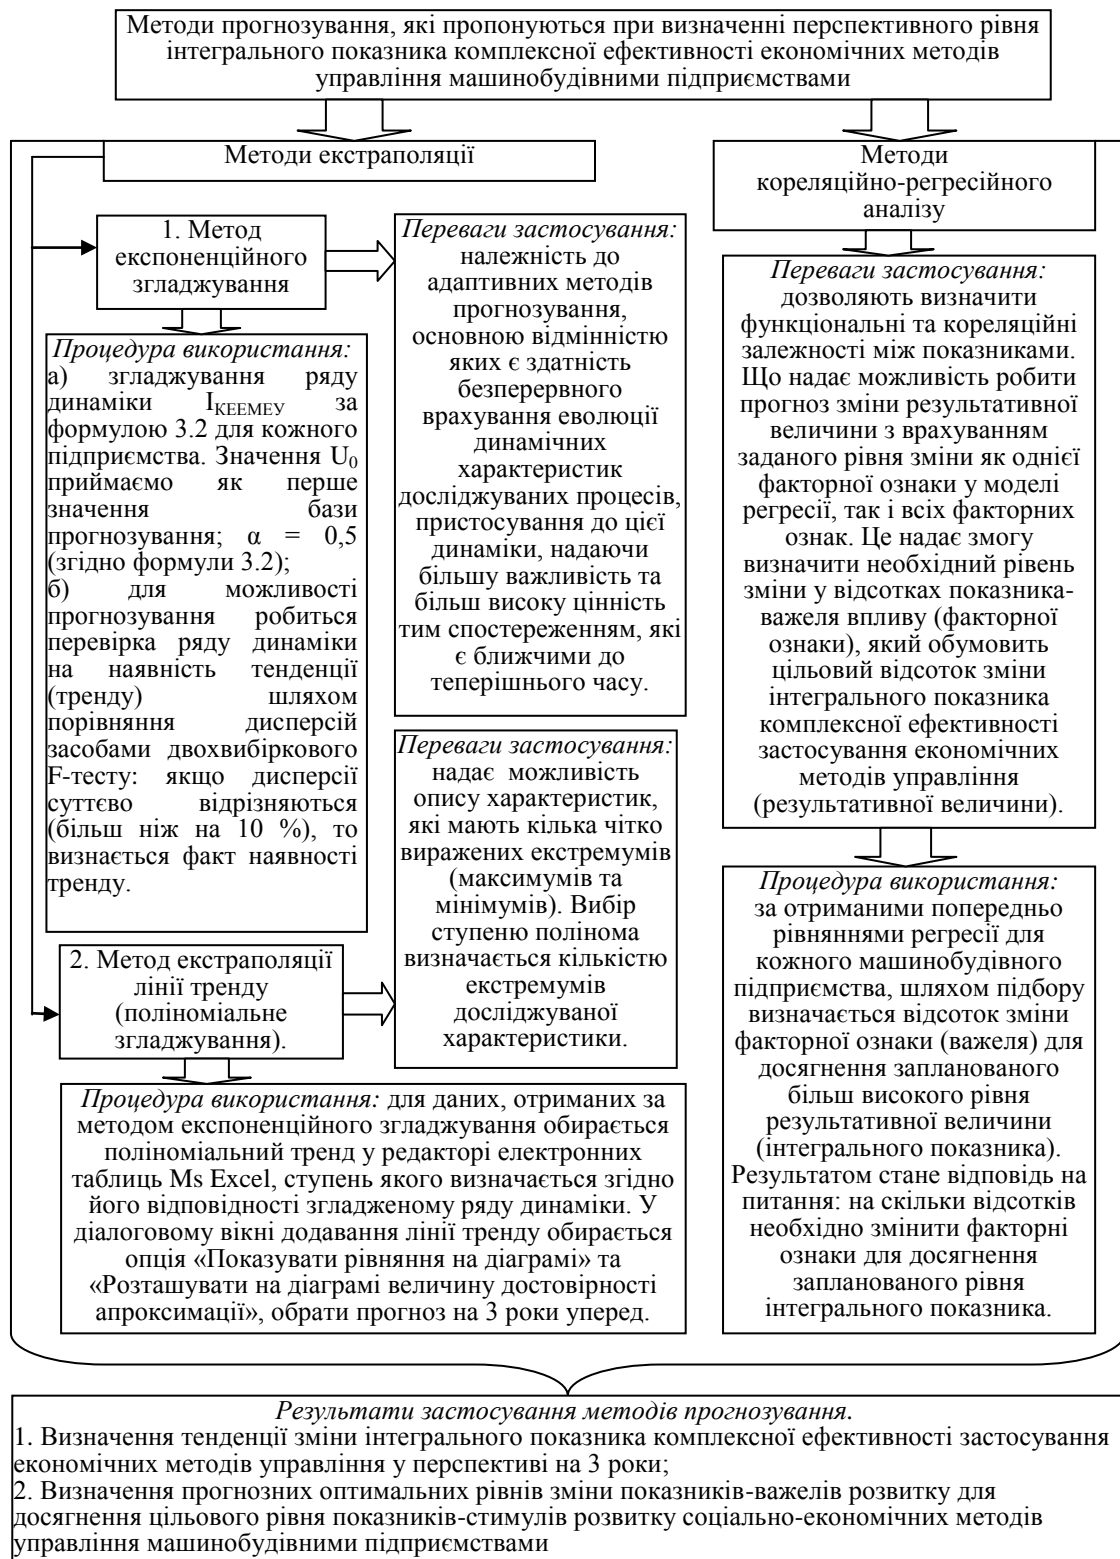 Методи прогнозування, які пропонуються при визначенні перспективного рівня
інтегрального показника комплексної ефективності економічних методів
управління машинобудівними підприємствами
Методи екстраполяції
1. Метод
експоненційного
згладжування
Переваги застосування:
належність до
адаптивних методів
прогнозування,
основною відмінністю
яких є здатність
безперервного
врахування еволюції
динамічних
характеристик
досліджуваних процесів,
пристосування до цієї
динаміки, надаючи
більшу важливість та
більш високу цінність
тим спостереженням, які
є ближчими до
теперішнього часу.
Процедура використання:
а) згладжування ряду
динаміки I_КЕЕМЕУ за
формулою 3.2 для кожного
підприємства. Значення U₀
приймаємо як перше
значення бази
прогнозування; α = 0,5
(згідно формули 3.2);
б) для можливості
прогнозування робиться
перевірка ряду динаміки
на наявність тенденції
(тренду) шляхом
порівняння дисперсій
засобами двохвибіркового
F-тесту: якщо дисперсії
суттєво відрізняються
(більш ніж на 10 %), то
визнається факт наявності
тренду.
2. Метод екстраполяції
лінії тренду
(поліноміальне
згладжування).
Переваги застосування:
надає можливість
опису характеристик,
які мають кілька чітко
виражених екстремумів
(максимумів та
мінімумів). Вибір
ступеню полінома
визначається кількістю
екстремумів
досліджуваної
характеристики.
Процедура використання: для даних, отриманих за
методом експоненційного згладжування обирається
поліноміальний тренд у редакторі електронних
таблиць Ms Excel, ступень якого визначається згідно
його відповідності згладженому ряду динаміки. У
діалоговому вікні додавання лінії тренду обирається
опція «Показувати рівняння на діаграмі» та
«Розташувати на діаграмі величину достовірності
апроксимації», обрати прогноз на 3 роки уперед.
Методи
кореляційно-регресійного
аналізу
Переваги застосування:
дозволяють визначити
функціональні та кореляційні
залежності між показниками.
Що надає можливість робити
прогноз зміни результативної
величини з врахуванням
заданого рівня зміни як однієї
факторної ознаки у моделі
регресії, так і всіх факторних
ознак. Це надає змогу
визначити необхідний рівень
зміни у відсотках показника-
важеля впливу (факторної
ознаки), який обумовить
цільовий відсоток зміни
інтегрального показника
комплексної ефективності
застосування економічних
методів управління
(результативної величини).
Процедура використання:
за отриманими попередньо
рівняннями регресії для
кожного машинобудівного
підприємства, шляхом підбору
визначається відсоток зміни
факторної ознаки (важеля) для
досягнення запланованого
більш високого рівня
результативної величини
(інтегрального показника).
Результатом стане відповідь на
питання: на скільки відсотків
необхідно змінити факторні
ознаки для досягнення
запланованого рівня
інтегрального показника.
Результати застосування методів прогнозування.
1. Визначення тенденції зміни інтегрального показника комплексної ефективності застосування
економічних методів управління у перспективі на 3 роки;
2. Визначення прогнозних оптимальних рівнів зміни показників-важелів розвитку для
досягнення цільового рівня показників-стимулів розвитку соціально-економічних методів
управління машинобудівними підприємствами